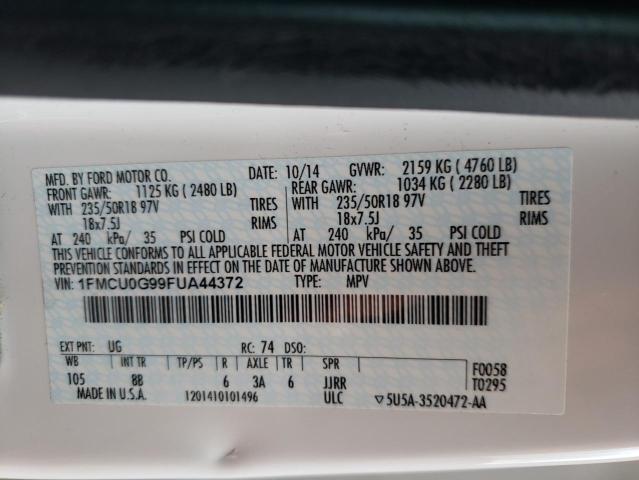 MFD. BY FORD MOTOR CO. DATE: 10/14 GVWR: 2159 KG ( 4760 LB)
FRONT GAWR: 1125 KG ( 2480 LB) REAR GAWR: 1034 KG ( 2280 LB)
WITH 235/50R18 97V TIRES WITH 235/50R18 97V TIRES
18x7.5J RIMS 18x7.5J RIMS
AT 240 kPa/ 35 PSI COLD AT 240 kPa/ 35 PSI COLD
THIS VEHICLE CONFORMS TO ALL APPLICABLE FEDERAL MOTOR VEHICLE SAFETY AND THEFT
PREVENTION STANDARDS IN EFFECT ON THE DATE OF MANUFACTURE SHOWN ABOVE.
VIN: 1FMCU0G99FUA44372 TYPE: MPV
EXT PNT: UG RC: 74 DSO:
WB INT TR TP/PS R AXLE TR SPR F0058
105 8B 6 3A 6 JJRR T0295
MADE IN U.S.A. 1201410101496 ULC ▽5U5A-3520472-AA